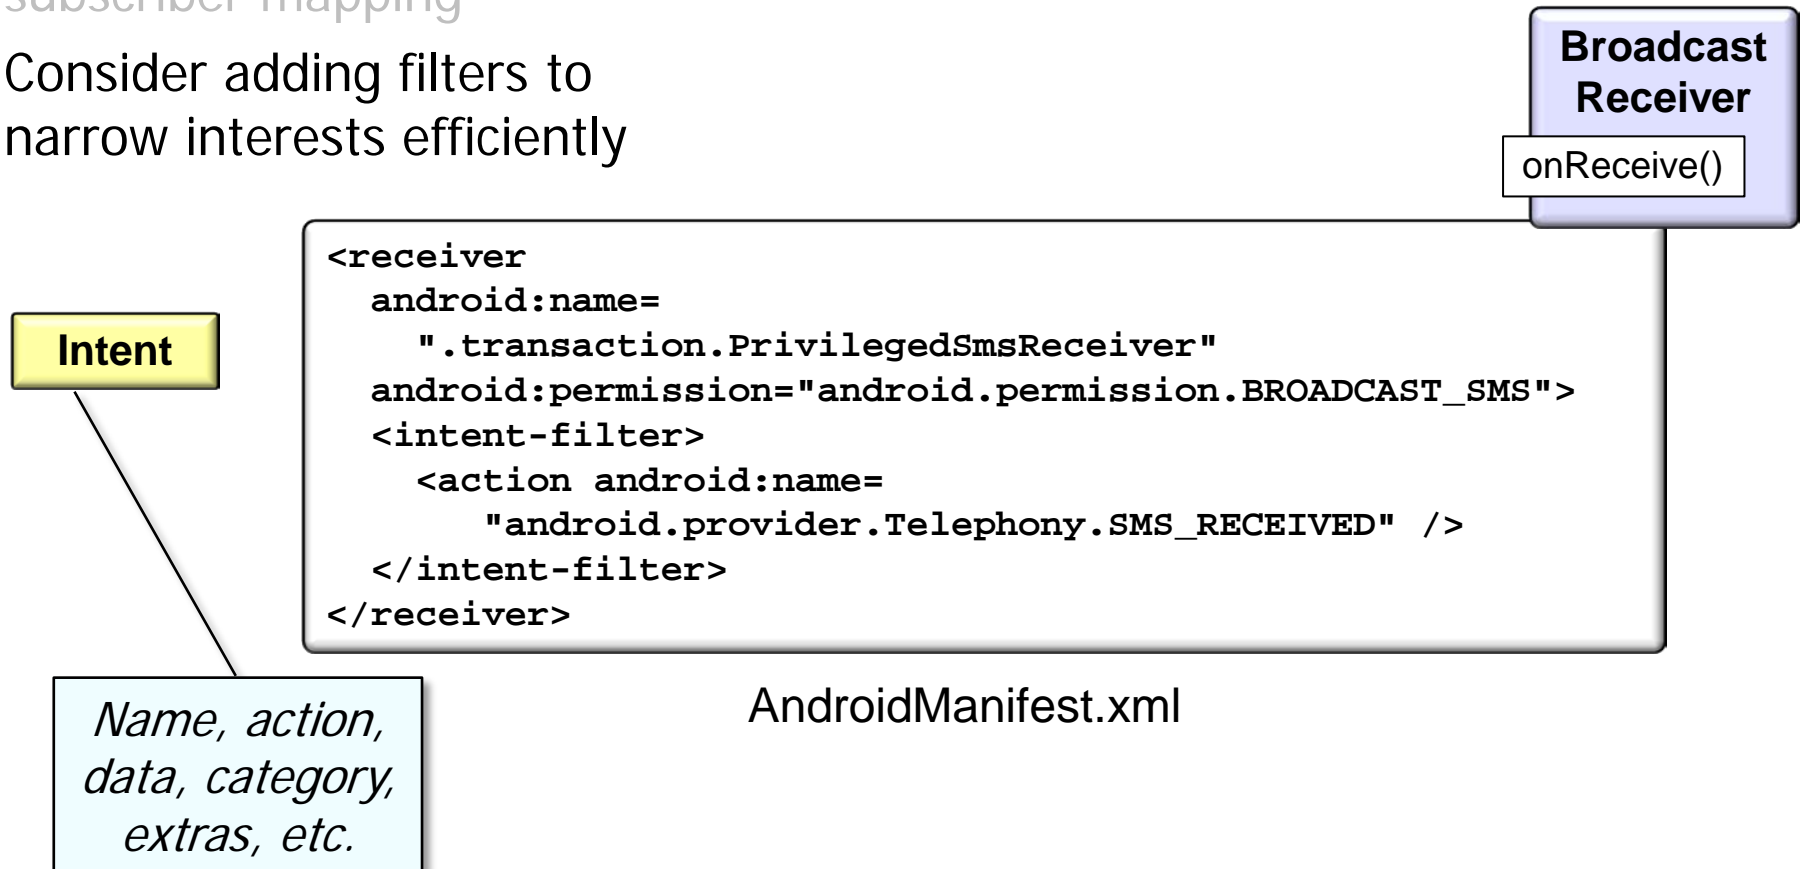 subscriber mapping
Consider adding filters to
narrow interests efficiently
Broadcast
Receiver
onReceive()
<receiver
android:name=
".transaction.PrivilegedSmsReceiver"
android:permission="android.permission.BROADCAST_SMS">
<intent-filter>
<action android:name=
"android.provider.Telephony.SMS_RECEIVED" />
</intent-filter>
</receiver>
Intent
AndroidManifest.xml
Name, action,
data, category,
extras, etc.